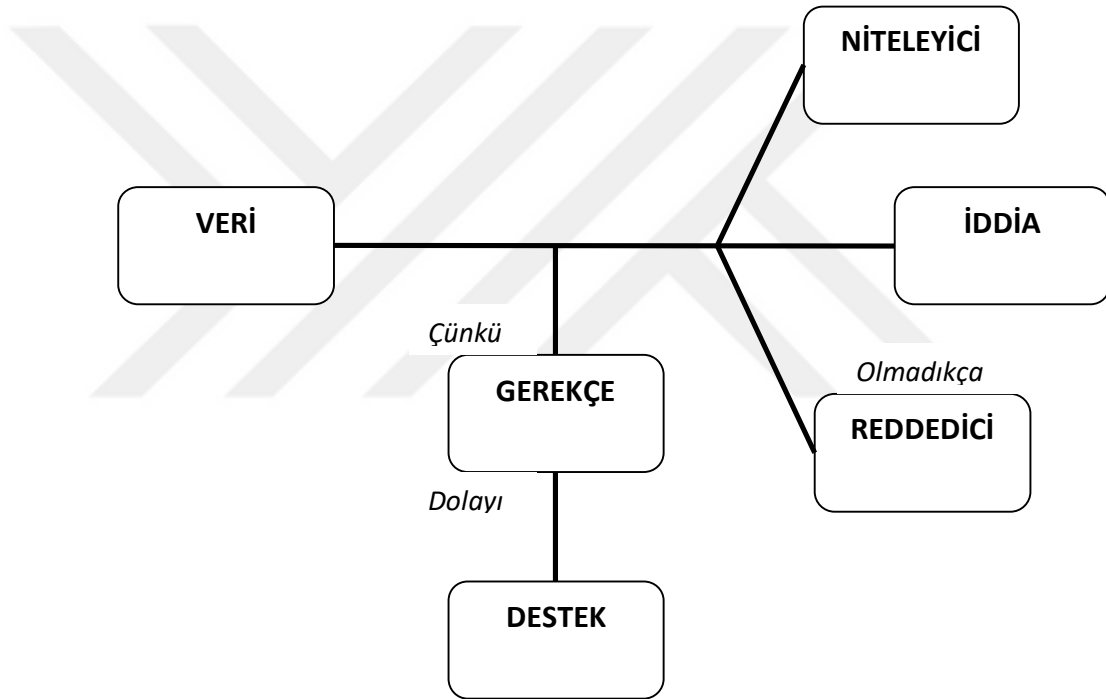 NİTELEYİCİ
VERİ
İDDİA
Çünkü
GEREKÇE
Olmadıkça
REDDEDİCİ
Dolayı
DESTEK